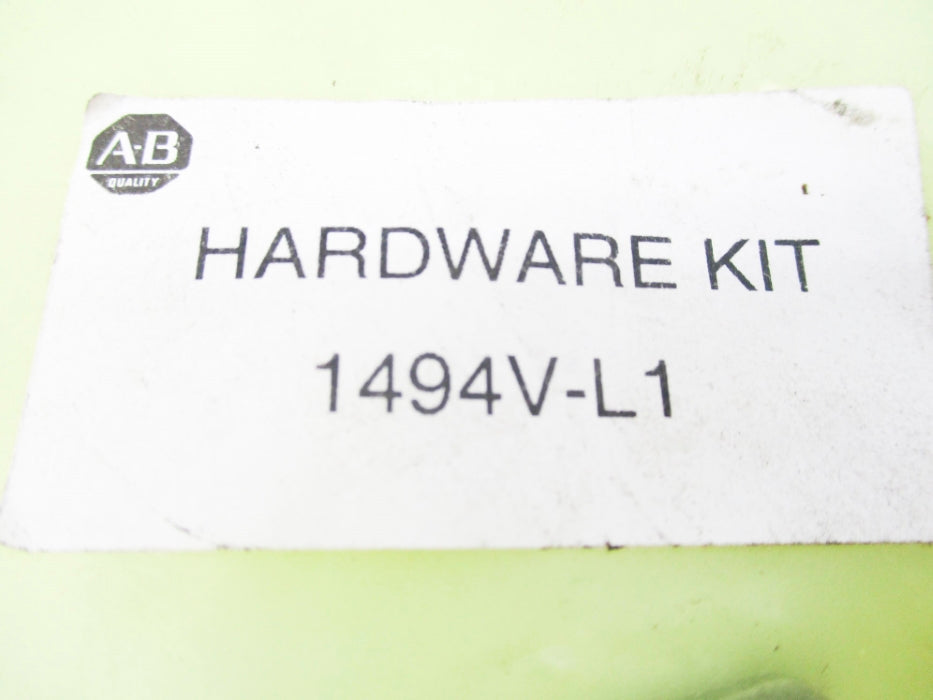 A-B
QUALITY
HARDWARE KIT
1494V-L1